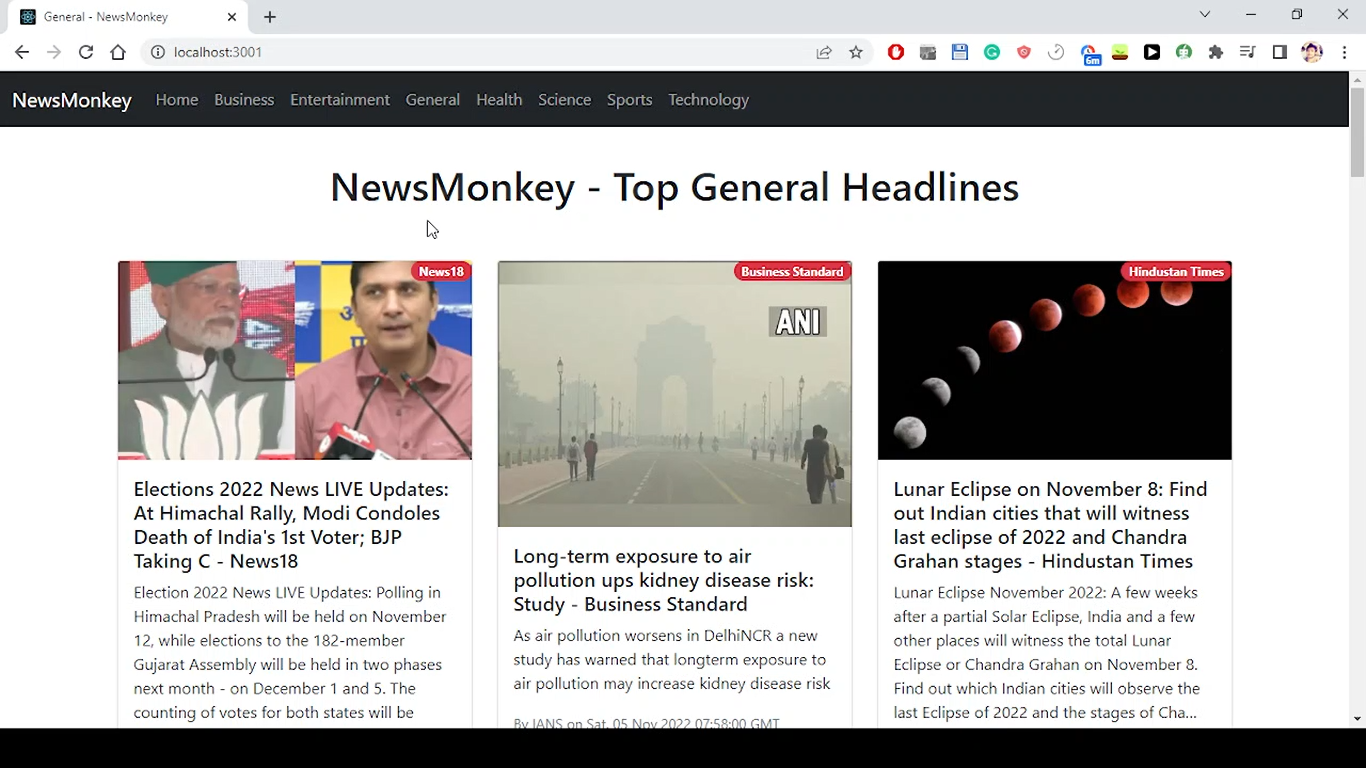 General - NewsMonkey
localhost:3001
6m
NewsMonkey Home Business Entertainment General Health Science Sports Technology
NewsMonkey - Top General Headlines
News18
Elections 2022 News LIVE Updates:
At Himachal Rally, Modi Condoles
Death of India's 1st Voter; BJP
Taking C - News18
Election 2022 News LIVE Updates: Polling in
Himachal Pradesh will be held on November
12, while elections to the 182-member
Gujarat Assembly will be held in two phases
next month - on December 1 and 5. The
counting of votes for both states will be
Business Standard
ANI
Long-term exposure to air
pollution ups kidney disease risk:
Study - Business Standard
As air pollution worsens in DelhiNCR a new
study has warned that longterm exposure to
air pollution may increase kidney disease risk
By IANS on Sat, 05 Nov 2022 07:58:00 GMT
Hindustan Times
Lunar Eclipse on November 8: Find
out Indian cities that will witness
last eclipse of 2022 and Chandra
Grahan stages - Hindustan Times
Lunar Eclipse November 2022: A few weeks
after a partial Solar Eclipse, India and a few
other places will witness the total Lunar
Eclipse or Chandra Grahan on November 8.
Find out which Indian cities will observe the
last Eclipse of 2022 and the stages of Cha...